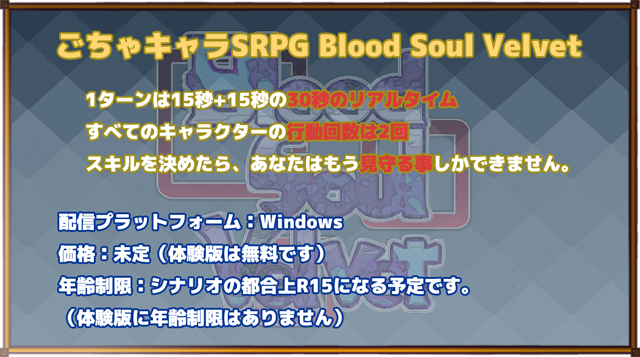 ごちゃキャラSRPG Blood Soul Velvet
1ターンは15秒+15秒の30秒のリアルタイム
すべてのキャラクターの行動回数は2回
スキルを決めたら、あなたはもう見守る事しかできません。
配信プラットフォーム：Windows
価格：未定（体験版は無料です）
年齢制限：シナリオの都合上R15になる予定です。
（体験版に年齢制限はありません）
Blood
Soul
Velvet